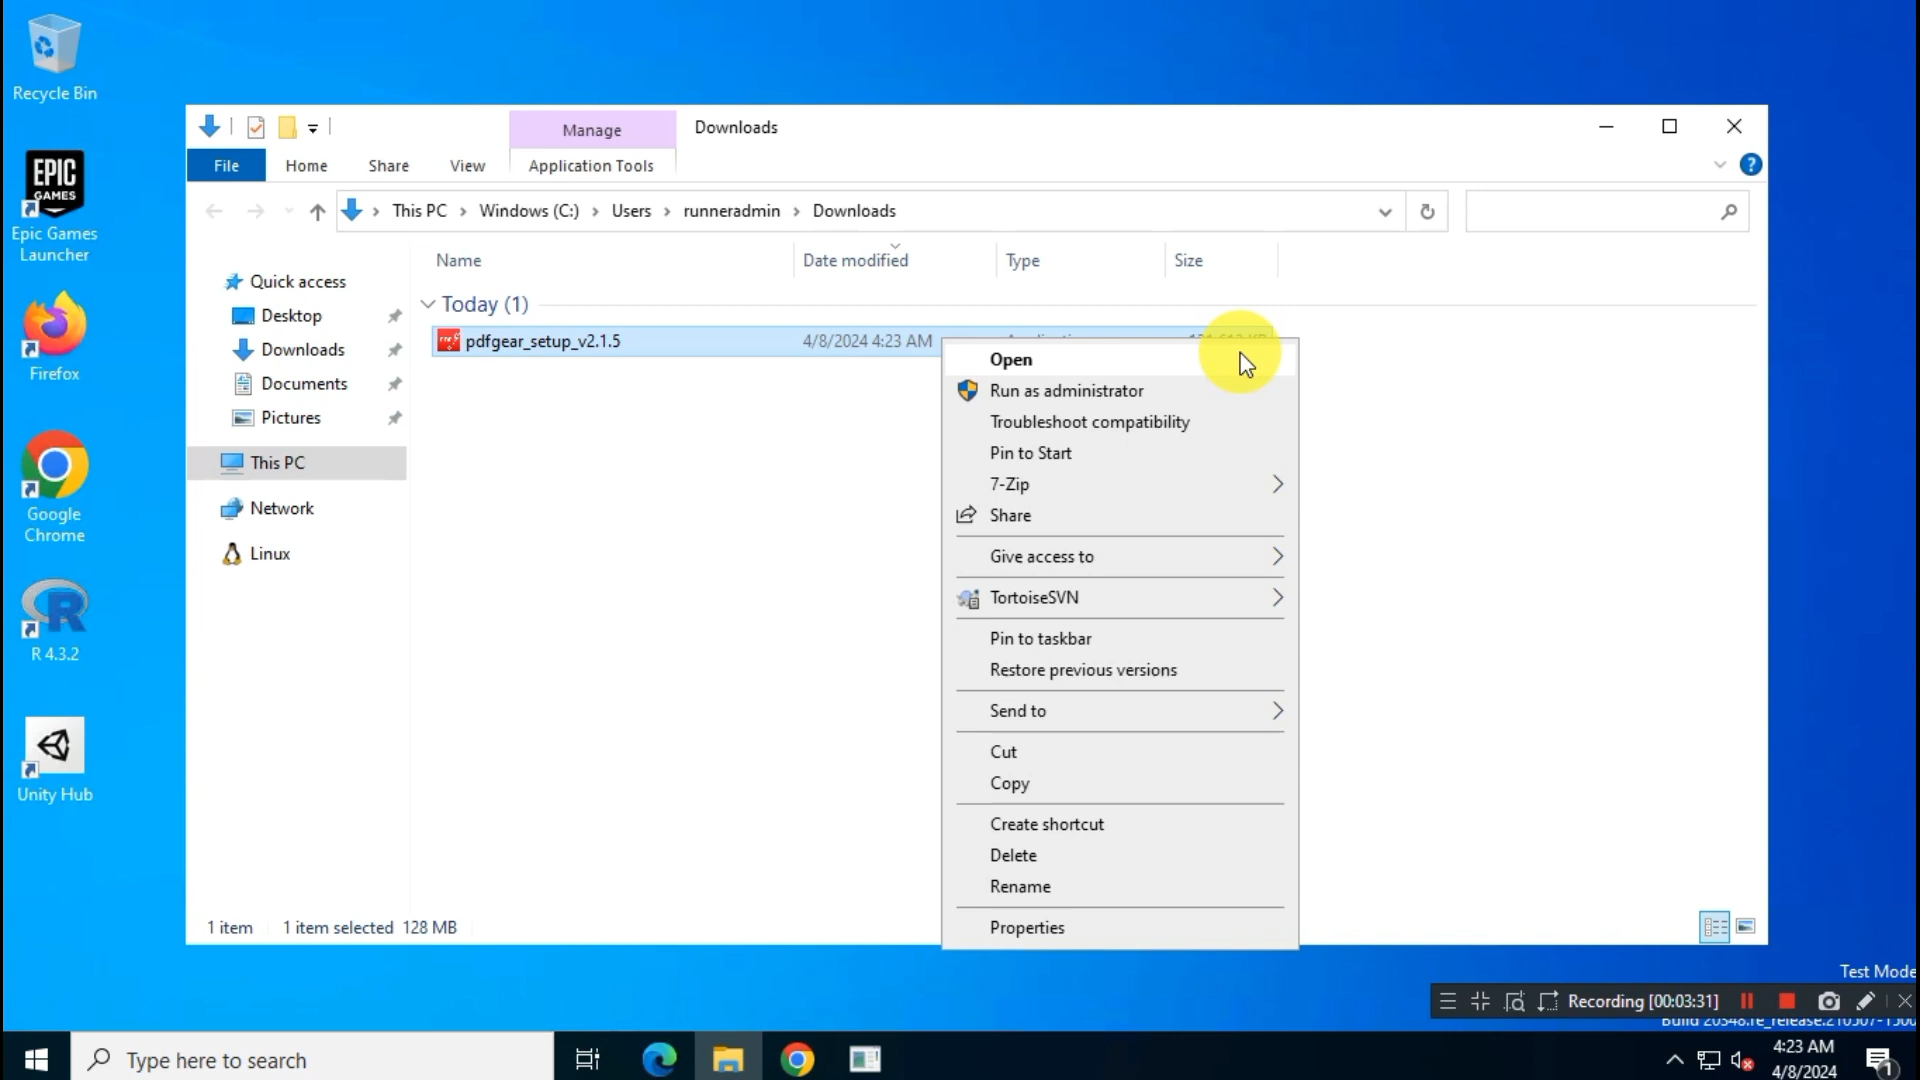 Recycle Bin
EPIC
GAMES
Epic Games
Launcher
Firefox
Google
Chrome
R 4.3.2
Unity Hub
Manage
Downloads
File
Home
Share
View
Application Tools
This PC
Windows (C:)
Users
runneradmin
Downloads
Name
Date modified
Type
Size
Quick access
Desktop
Downloads
Documents
Pictures
This PC
Network
Linux
Today (1)
pdfgear_setup_v2.1.5
4/8/2024 4:23 AM
Open
Run as administrator
Troubleshoot compatibility
Pin to Start
7-Zip
Share
Give access to
TortoiseSVN
Pin to taskbar
Restore previous versions
Send to
Cut
Copy
Create shortcut
Delete
Rename
Properties
1 item
1 item selected 128 MB
Test Mode
Recording [00:03:31]
Type here to search
4:23 AM
4/8/2024
1